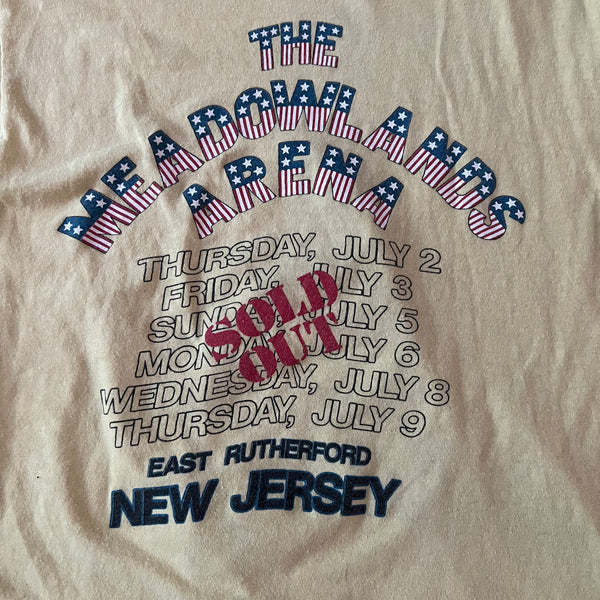 THE
MEADOWLANDS
ARENA
THURSDAY, JULY 2
FRIDAY, JULY 3
SUNDAY, JULY 5
MONDAY, JULY 6
WEDNESDAY, JULY 8
THURSDAY, JULY 9
SOLD
OUT
EAST RUTHERFORD
NEW JERSEY